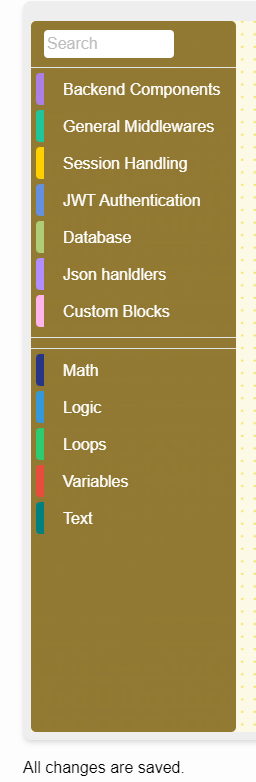 Search
Backend Components
General Middlewares
Session Handling
JWT Authentication
Database
Json hanldlers
Custom Blocks
Math
Logic
Loops
Variables
Text
All changes are saved.